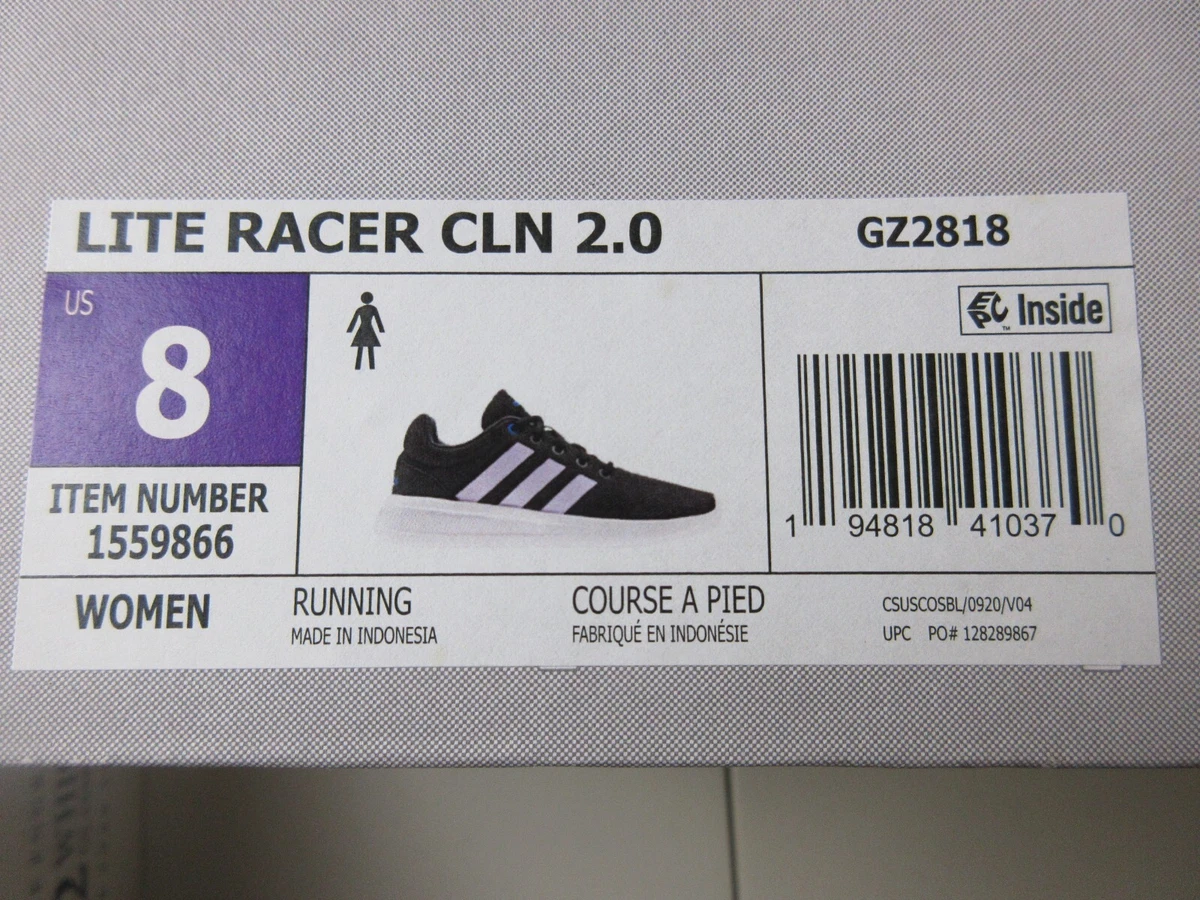 LITE RACER CLN 2.0
GZ2818
US
8
EPC Inside
ITEM NUMBER
1559866
1 94818 41037 0
WOMEN
RUNNING
MADE IN INDONESIA
COURSE A PIED
FABRIQUÉ EN INDONÉSIE
CSUSCOSBL/0920/V04
UPC PO# 128289867